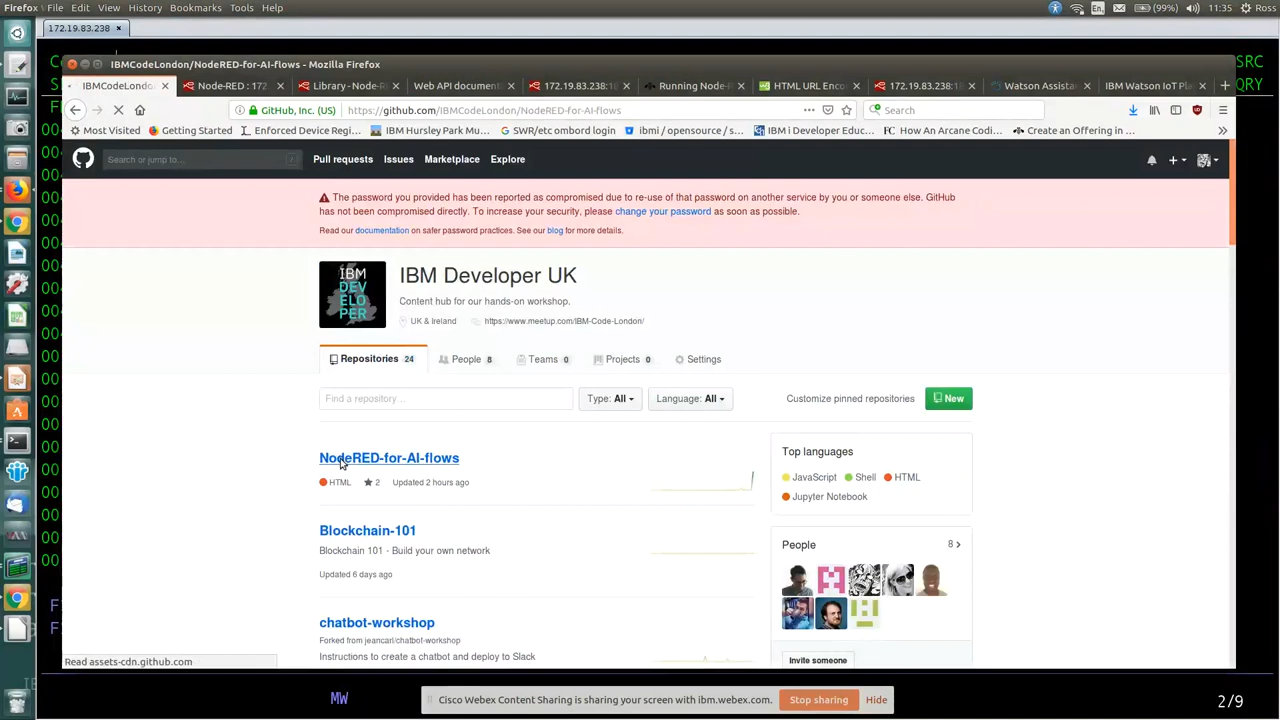 Firefox File Edit View History Bookmarks Tools Help
En (99%) 11:35 Ross
172.19.83.238 ×
IBMCodeLondon/NodeRED-for-AI-flows - Mozilla Firefox
IBMCodeLondo × Node-RED : 172 × Library - Node-R × Web API document × 172.19.83.238:1 × Running Node-R × HTML URL Enco × 172.19.83.238:1 × Watson Assista × IBM Watson IoT Pla × +
GitHub, Inc. (US) https://github.com/IBMCodeLondon/NodeRED-for-AI-flows Search
Most Visited Getting Started Enforced Device Regi... IBM Hursley Park Mu... SWR/etc ombord login ibmi / opensource / s... IBM i Developer Educ... FC How An Arcane Codi... Create an Offering in ... »
Search or jump to... / Pull requests Issues Marketplace Explore
The password you provided has been reported as compromised due to re-use of that password on another service by you or someone else. GitHub
has not been compromised directly. To increase your security, please change your password as soon as possible.
Read our documentation on safer password practices. See our blog for more details.
IBM
DEV
ELO
PER
IBM Developer UK
Content hub for our hands-on workshop.
UK & Ireland https://www.meetup.com/IBM-Code-London/
Repositories 24 People 8 Teams 0 Projects 0 Settings
Find a repository... Type: All Language: All Customize pinned repositories New
NodeRED-for-AI-flows
HTML 2 Updated 2 hours ago
Top languages
JavaScript Shell HTML
Jupyter Notebook
Blockchain-101
Blockchain 101 - Build your own network
Updated 6 days ago
People 8 >
chatbot-workshop
Forked from jeancarl/chatbot-workshop
Instructions to create a chatbot and deploy to Slack
Invite someone
Read assets-cdn.github.com
SRC
QRY
MW
Cisco Webex Content Sharing is sharing your screen with ibm.webex.com. Stop sharing Hide
2/9